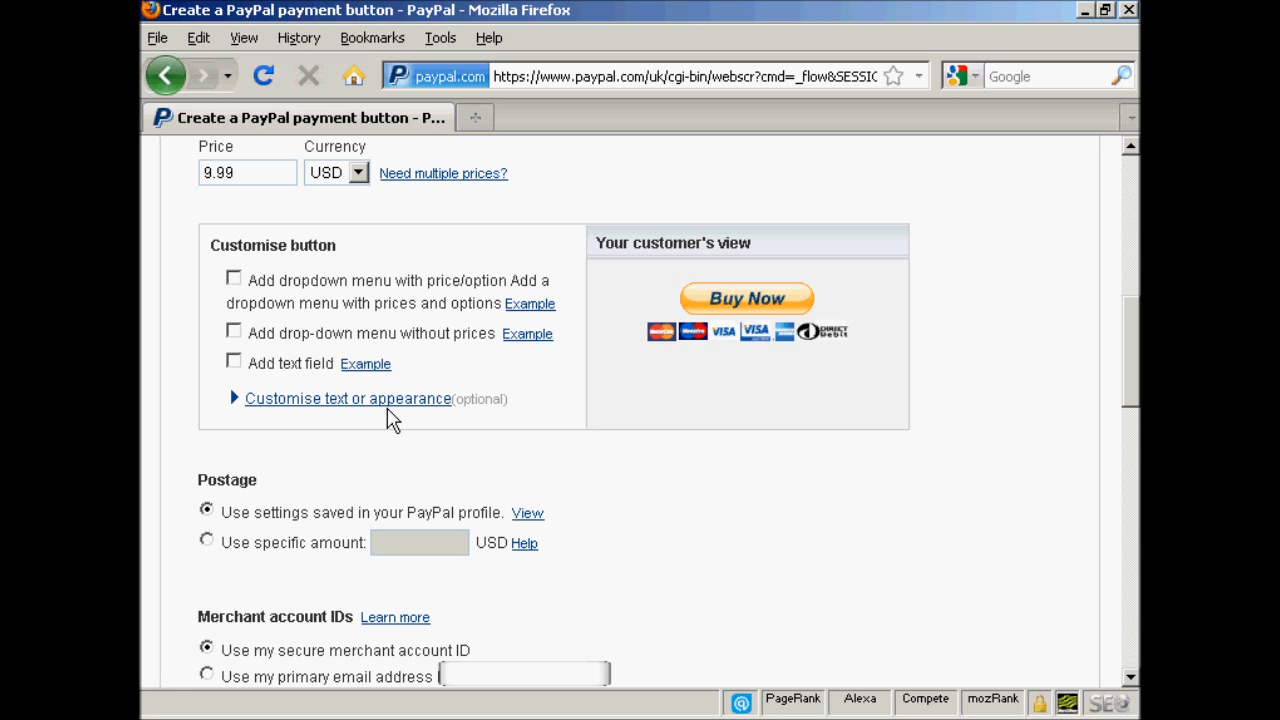 Create a PayPal payment button - PayPal - Mozilla Firefox
File Edit View History Bookmarks Tools Help
paypal.com https://www.paypal.com/uk/cgi-bin/webscr?cmd=_flow&SESSIC Google
Create a PayPal payment button - P...
Price Currency
9.99 USD Need multiple prices?
Customise button
Your customer's view
Add dropdown menu with price/option Add a
dropdown menu with prices and options Example
Add drop-down menu without prices Example
Add text field Example
Customise text or appearance(optional)
Buy Now
VISA VISA DIRECT Debit
Postage
Use settings saved in your PayPal profile. View
Use specific amount: USD Help
Merchant account IDs Learn more
Use my secure merchant account ID
Use my primary email address
PageRank Alexa Compete mozRank SEO